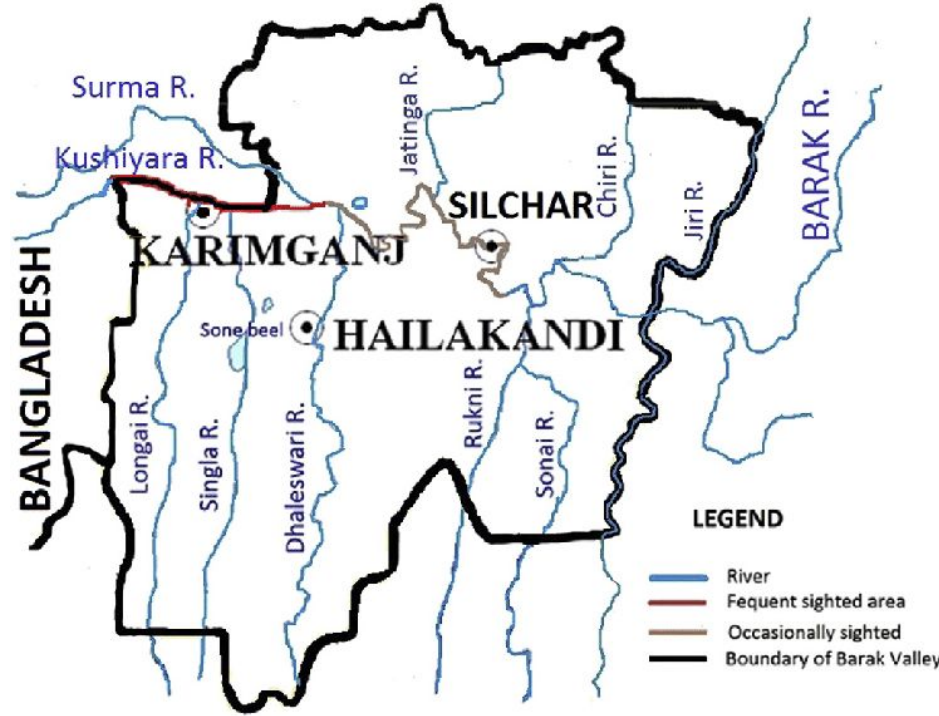 Surma R.
Kushiyara R.
Jatinga R.
Chiri R.
BARAK R.
SILCHAR
Jiri R.
KARIMGANJ
BANGLADESH
Sone beel
HAILAKANDI
Longai R.
Singla R.
Dhaleswari R.
Rukni R.
Sonai R.
LEGEND
River
Fequent sighted area
Occasionally sighted
Boundary of Barak Valley